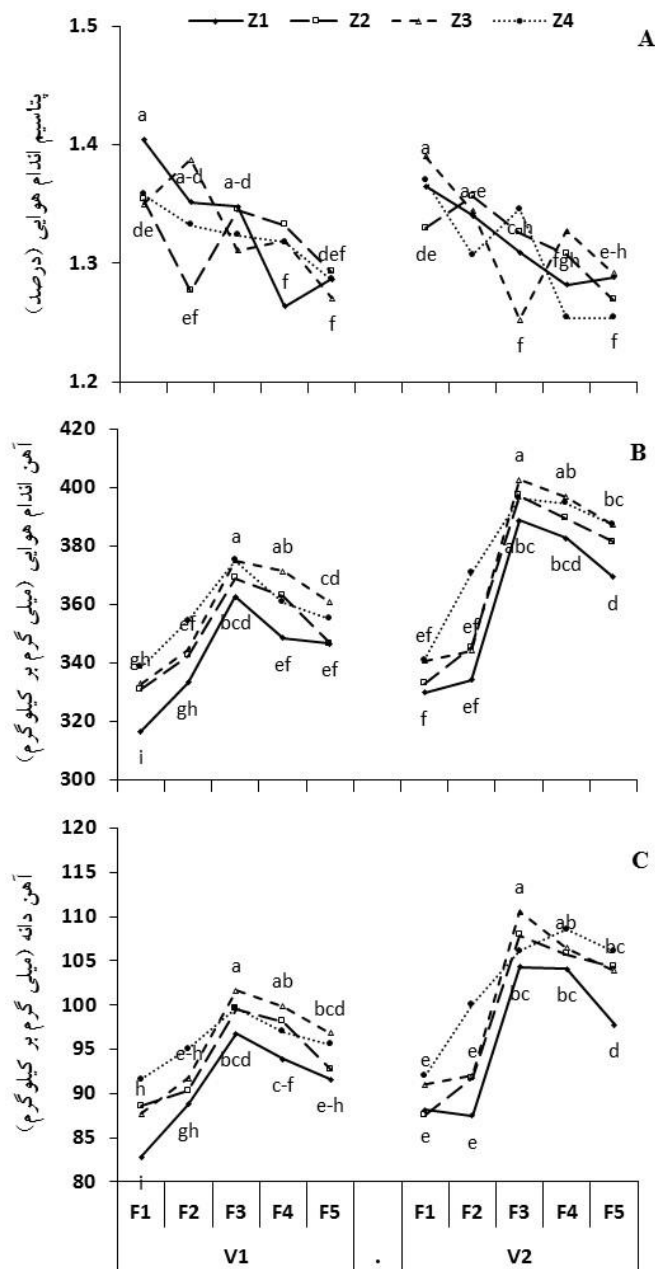 Z1 Z2 Z3 Z4
A
پتاسیم اندام هوایی (درصد)
1.5
1.4
1.3
1.2
a
a-d
a-d
de
ef
f
def
f
a
a-e
c-h
fgh
e-h
de
f
f
B
آهن اندام هوایی (میلی گرم بر کیلوگرم)
420
400
380
360
340
320
300
a
ab
cd
gh
ef
bcd
ef
ef
gh
i
a
ab
bc
abc
bcd
d
ef
ef
f
ef
C
آهن دانه (میلی گرم بر کیلوگرم)
120
115
110
105
100
95
90
85
80
a
ab
bcd
h
e-h
bcd
c-f
e-h
gh
i
a
ab
bc
bc
bc
d
e
e
e
e
F1 F2 F3 F4 F5 F1 F2 F3 F4 F5
V1 . V2